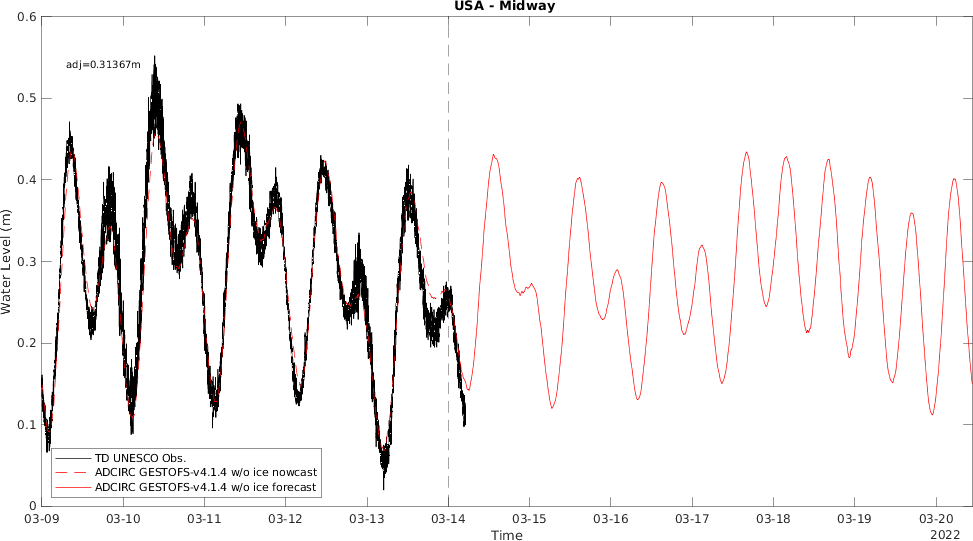 USA - Midway
adj=0.31367m
0.6
0.5
0.4
0.3
0.2
0.1
0
Water Level (m)
TD UNESCO Obs.
ADCIRC GESTOFS-v4.1.4 w/o ice nowcast
ADCIRC GESTOFS-v4.1.4 w/o ice forecast
03-09 03-10 03-11 03-12 03-13 03-14 03-15 03-16 03-17 03-18 03-19 03-20
Time
2022